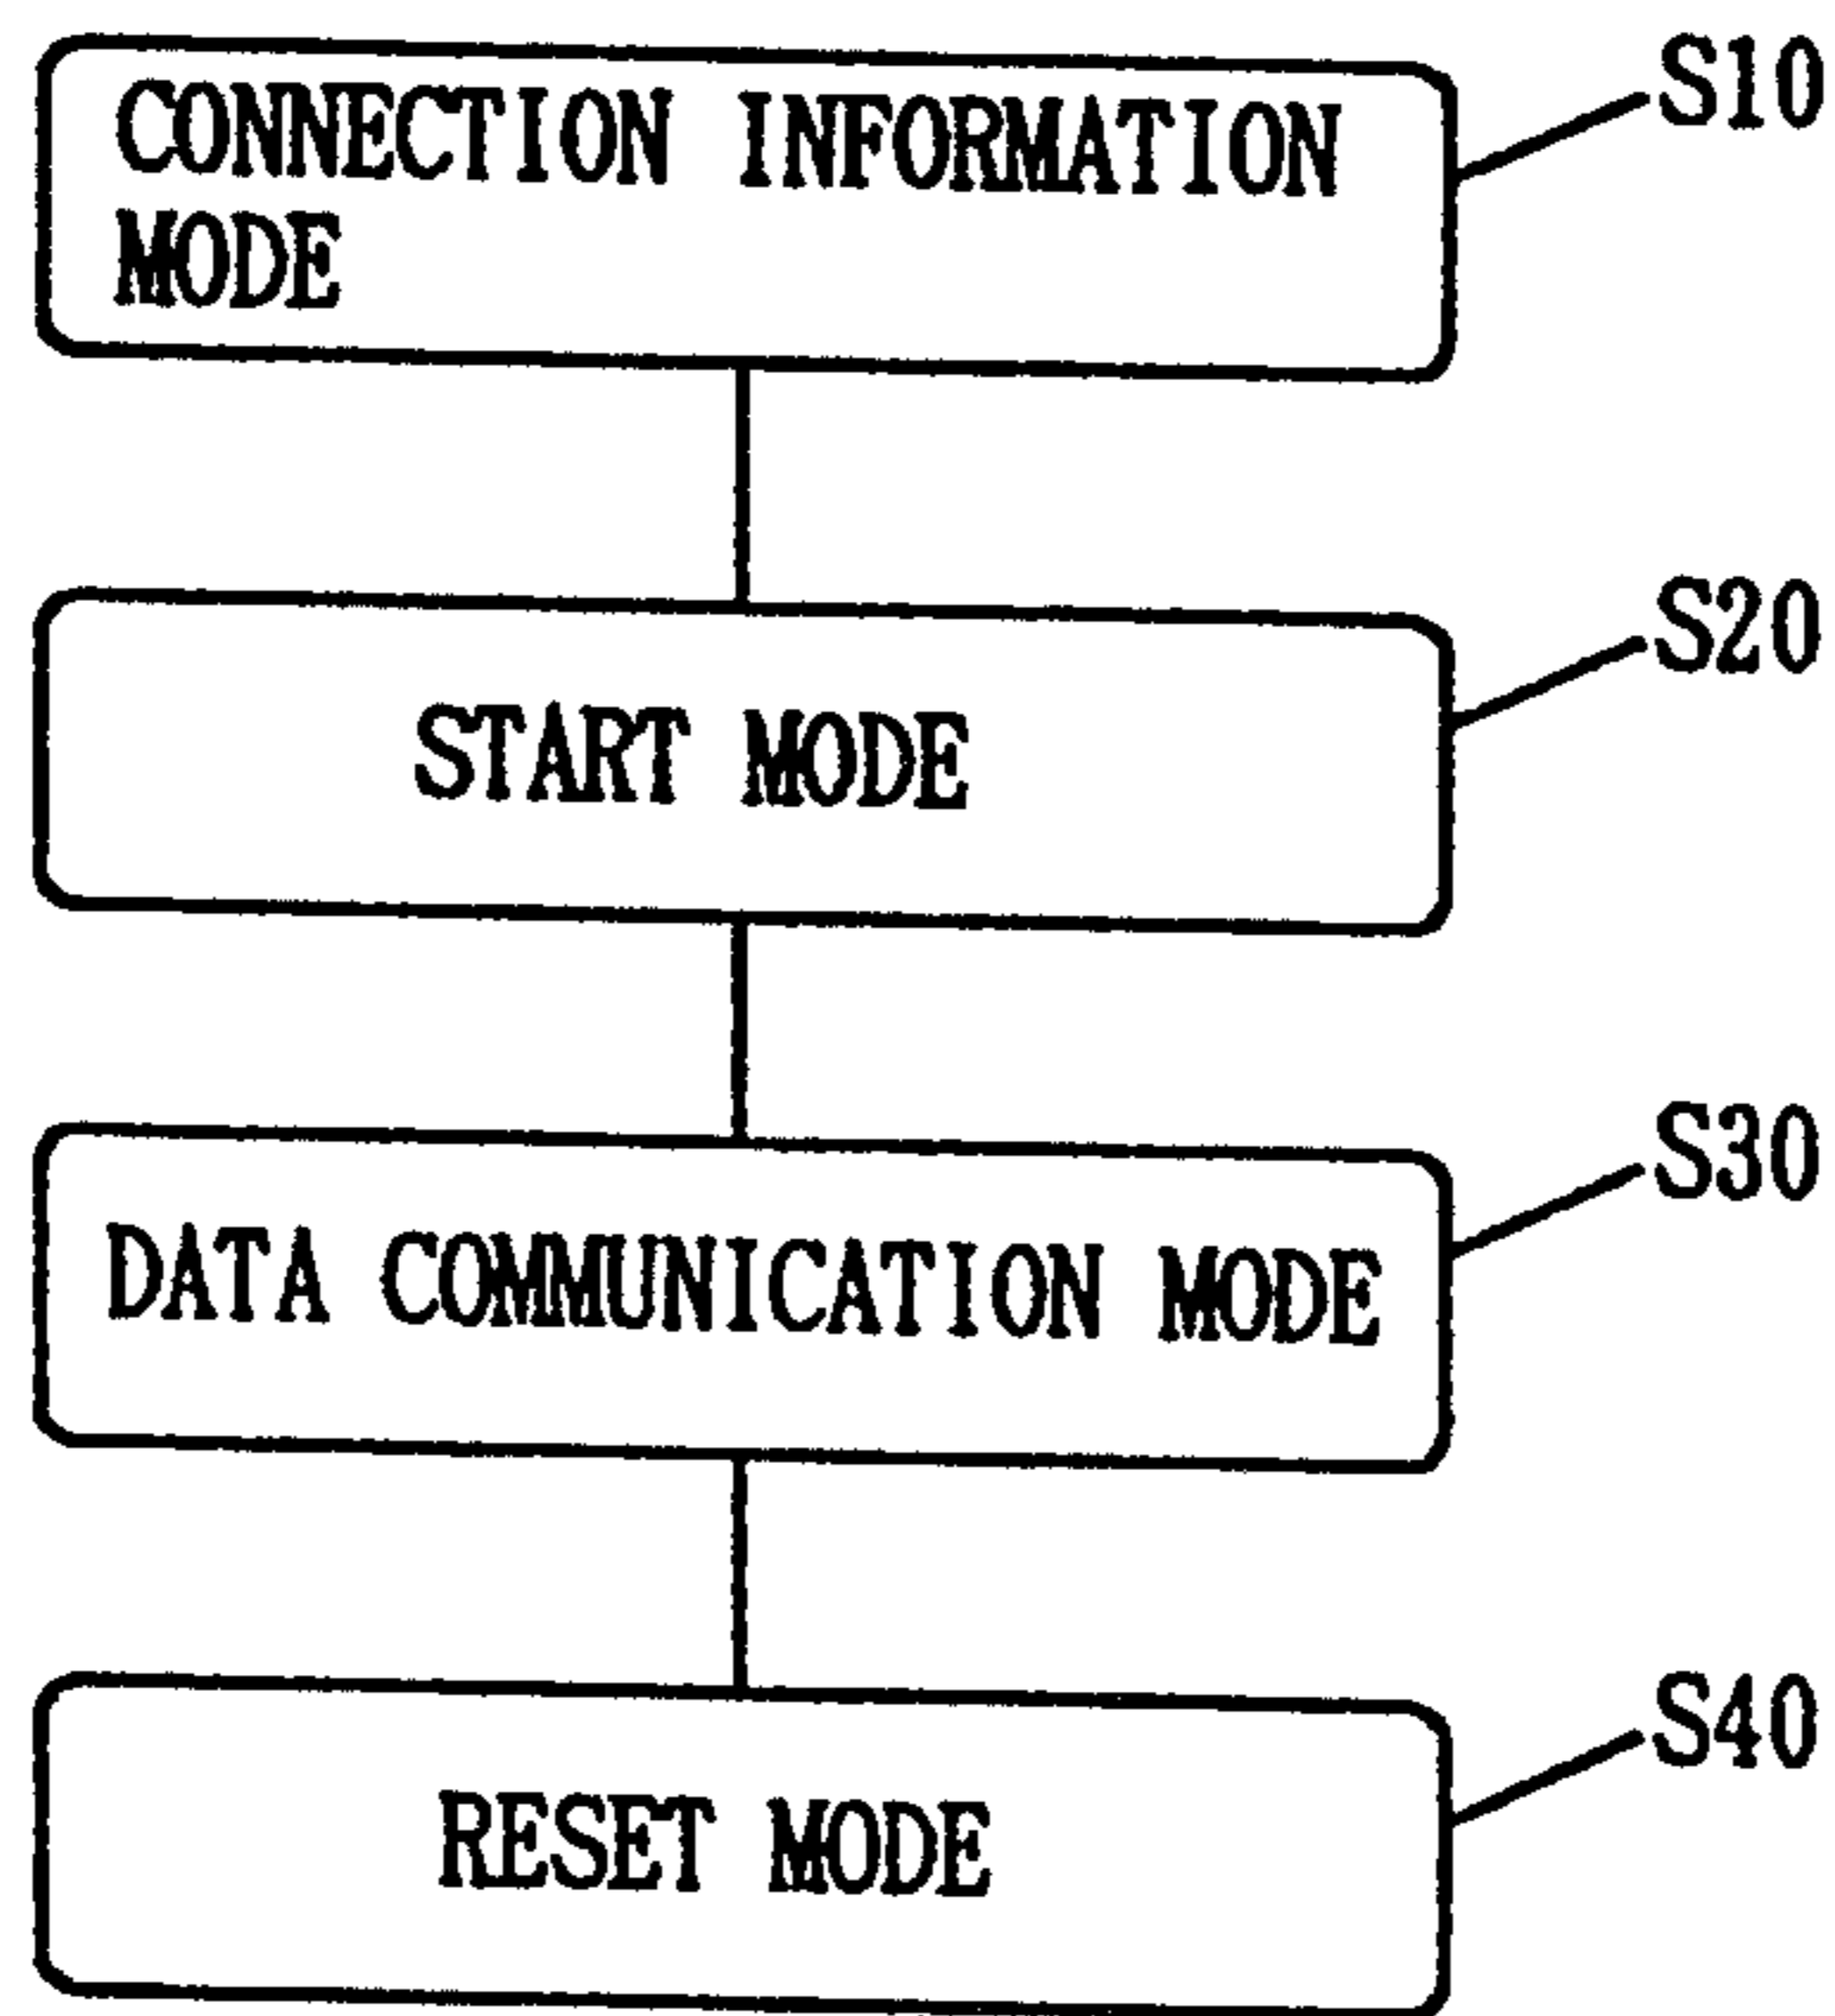 CONNECTION INFORMATION
MODE
S10
START MODE
S20
DATA COMMUNICATION MODE
S30
RESET MODE
S40